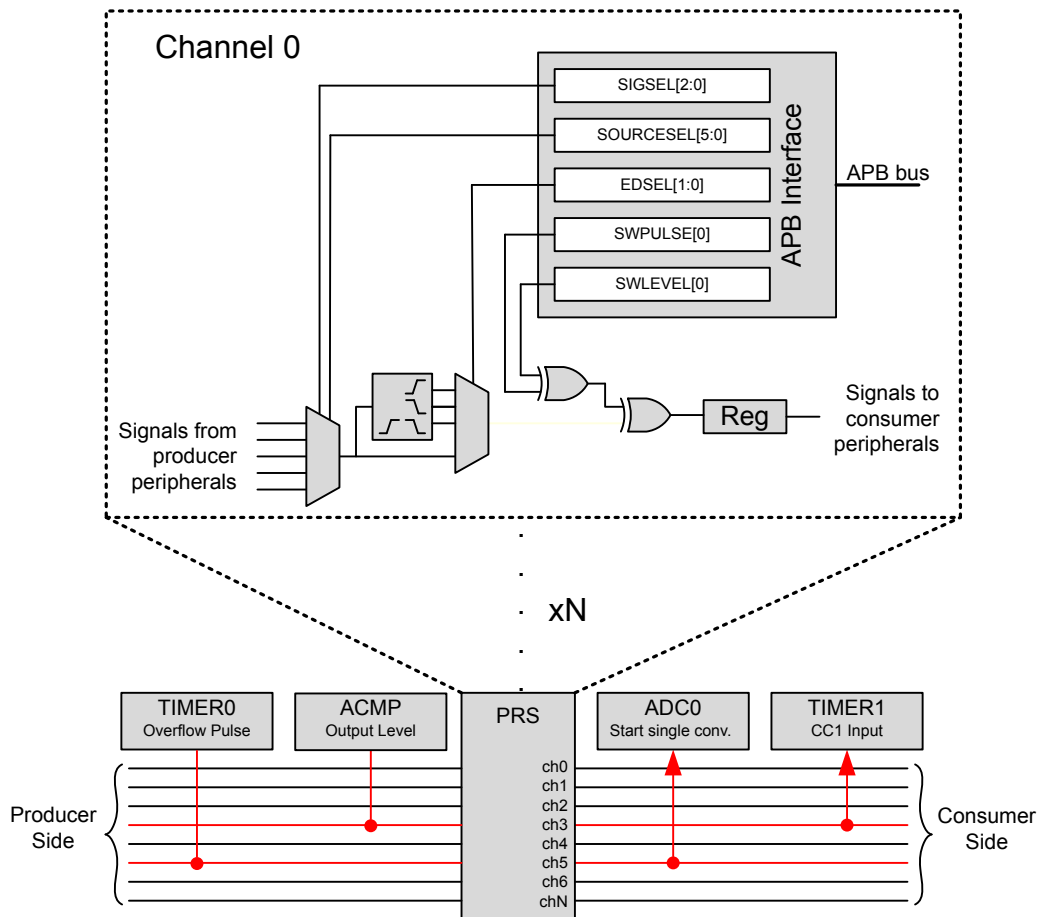 Channel 0
SIGSEL[2:0]
SOURCESEL[5:0]
EDSEL[1:0]
SWPULSE[0]
SWLEVEL[0]
APB Interface
APB bus
Signals from
producer
peripherals
Reg
Signals to
consumer
peripherals
xN
TIMER0
Overflow Pulse
ACMP
Output Level
PRS
ADC0
Start single conv.
TIMER1
CC1 Input
ch0
ch1
ch2
ch3
ch4
ch5
ch6
chN
Producer
Side
Consumer
Side